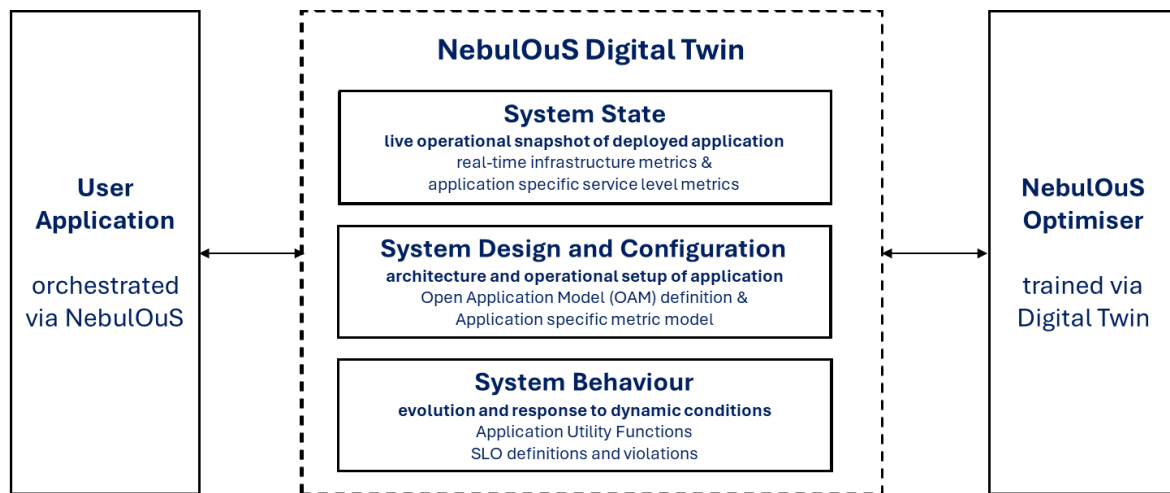 User
Application
orchestrated
via NebulOuS
NebulOuS Digital Twin
System State
live operational snapshot of deployed application
real-time infrastructure metrics &
application specific service level metrics
System Design and Configuration
architecture and operational setup of application
Open Application Model (OAM) definition &
Application specific metric model
System Behaviour
evolution and response to dynamic conditions
Application Utility Functions
SLO definitions and violations
NebulOuS
Optimiser
trained via
Digital Twin